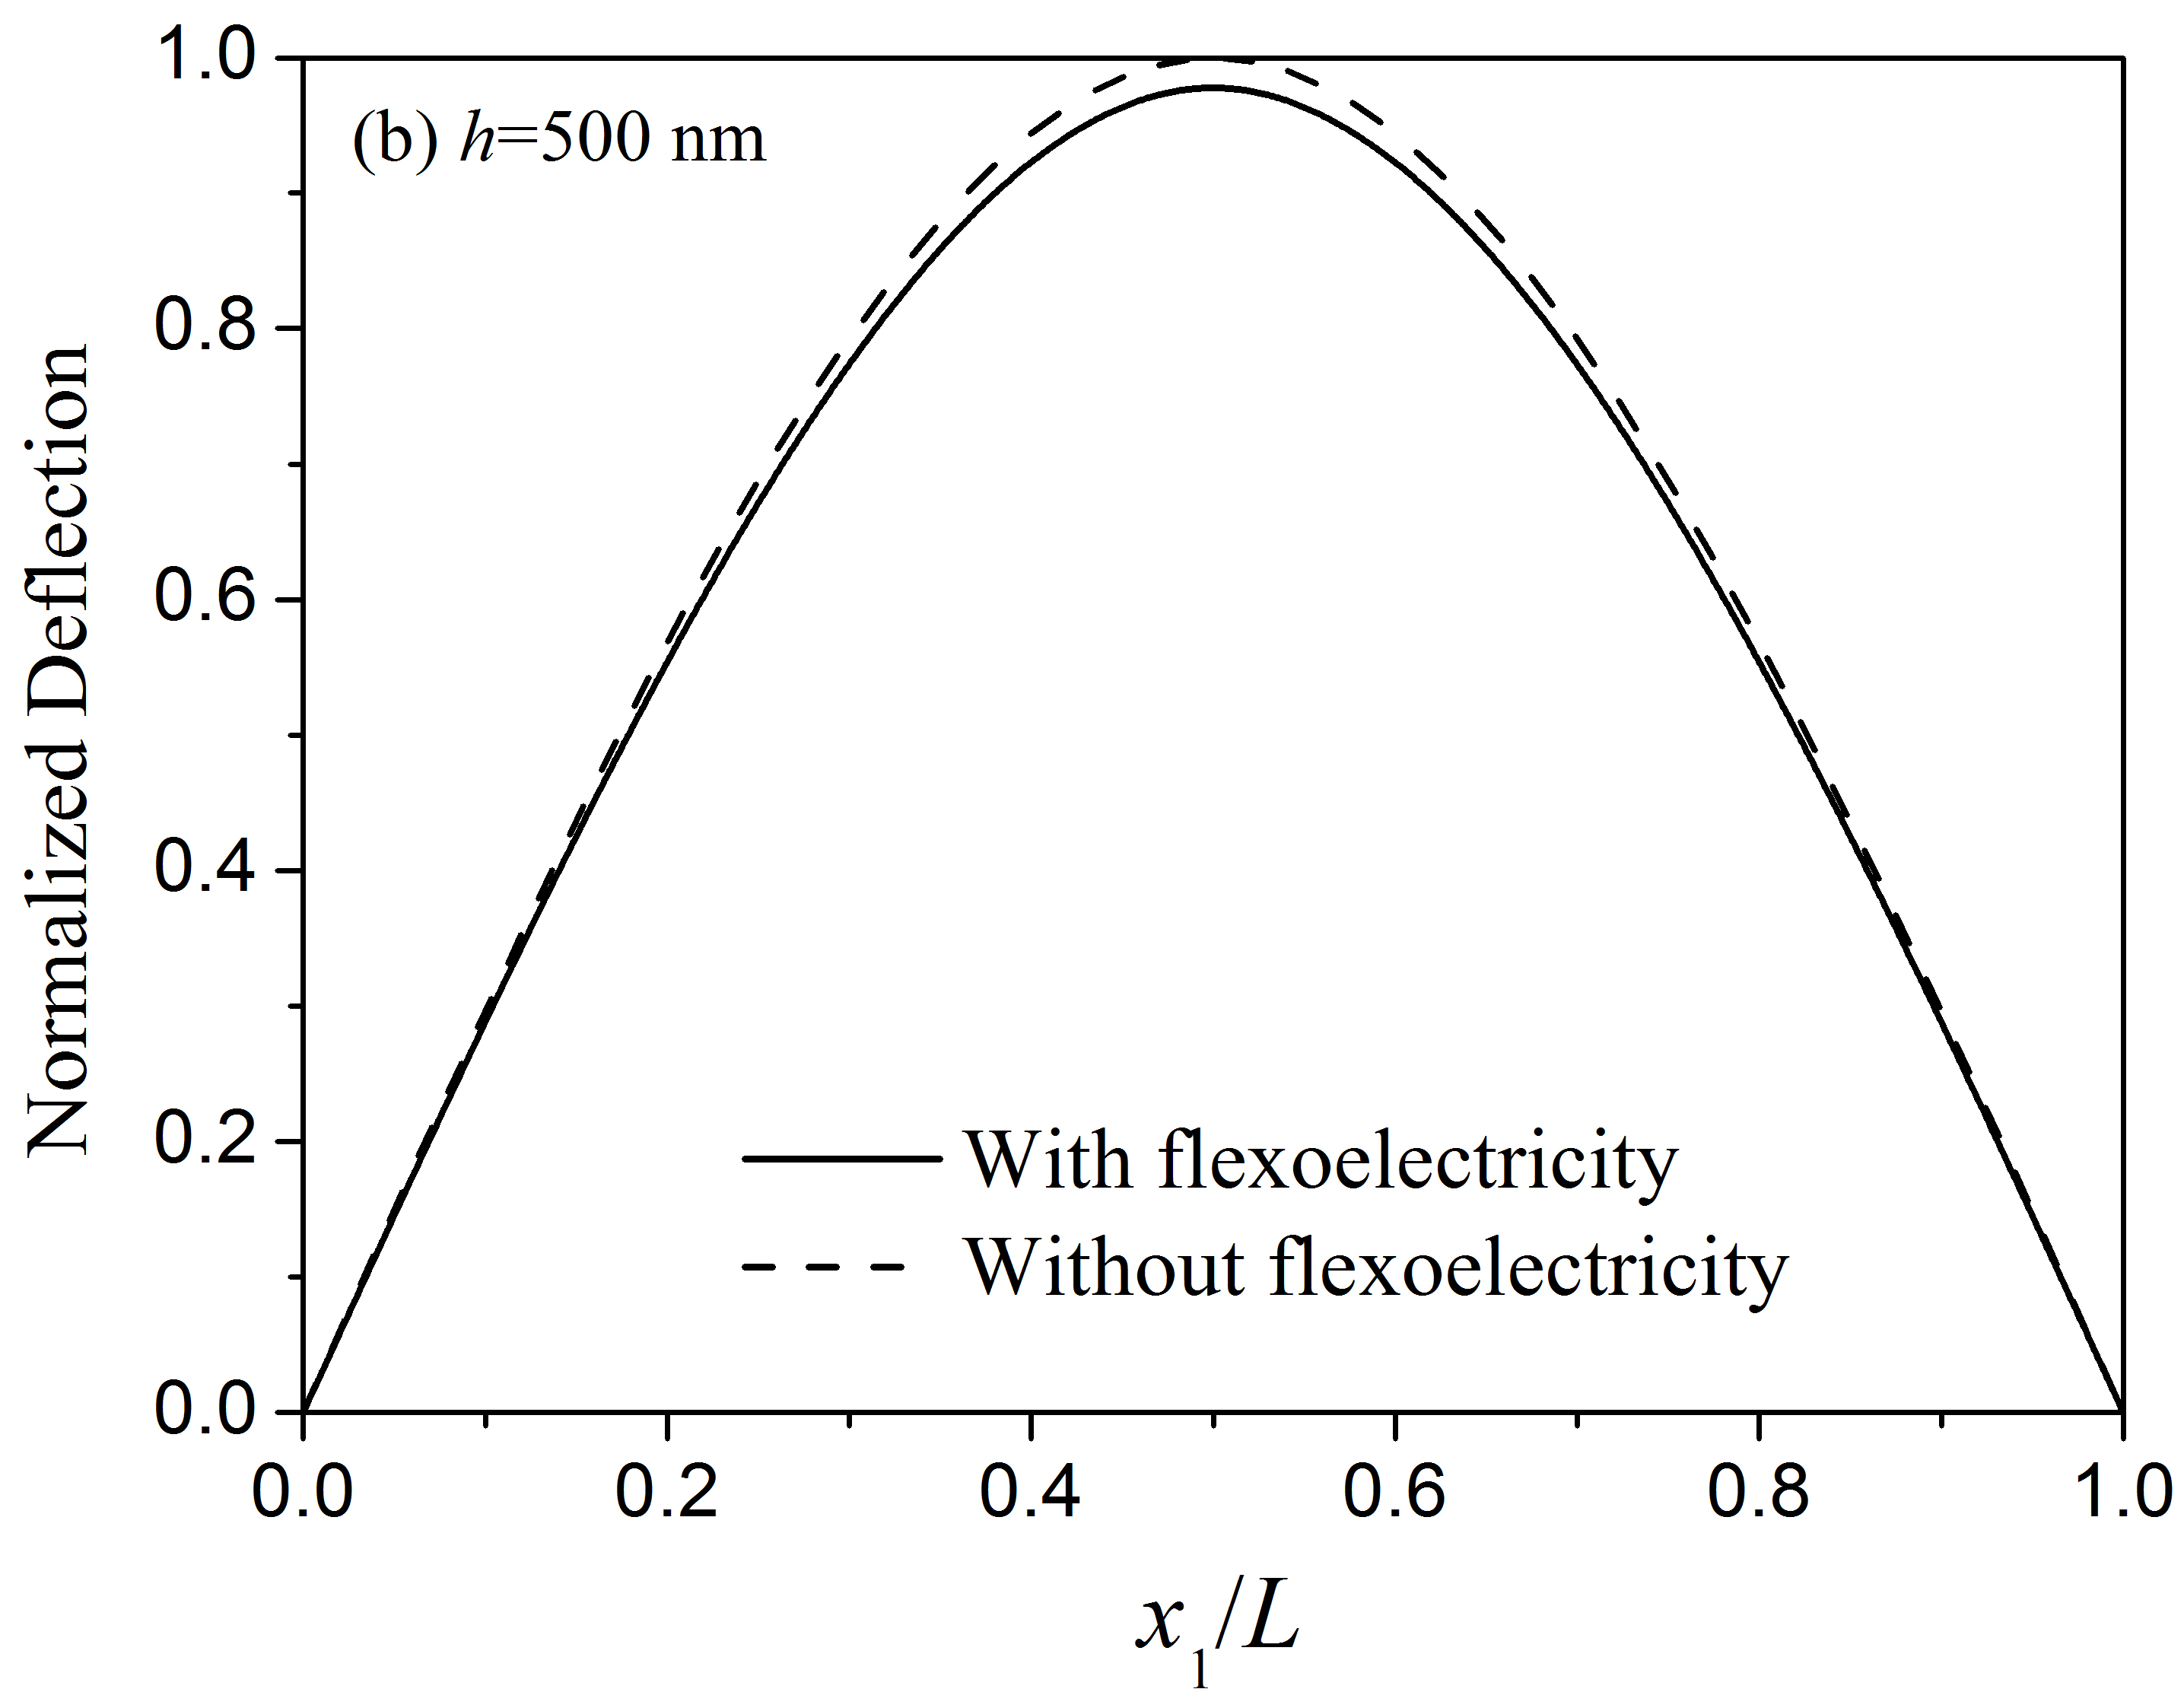 1.0
0.8
0.6
0.4
0.2
0.0
Normalized Deflection
(b) h=500 nm
With flexoelectricity
Without flexoelectricity
0.0 0.2 0.4 0.6 0.8 1.0
x₁/L